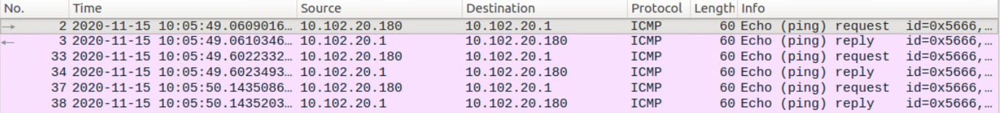 No. Time Source Destination Protocol Length Info
2 2020-11-15 10:05:49.0609016… 10.102.20.180 10.102.20.1 ICMP 60 Echo (ping) request id=0x5666,…
3 2020-11-15 10:05:49.0610346… 10.102.20.1 10.102.20.180 ICMP 60 Echo (ping) reply id=0x5666,…
33 2020-11-15 10:05:49.6022332… 10.102.20.180 10.102.20.1 ICMP 60 Echo (ping) request id=0x5666,…
34 2020-11-15 10:05:49.6023493… 10.102.20.1 10.102.20.180 ICMP 60 Echo (ping) reply id=0x5666,…
37 2020-11-15 10:05:50.1435086… 10.102.20.180 10.102.20.1 ICMP 60 Echo (ping) request id=0x5666,…
38 2020-11-15 10:05:50.1435203… 10.102.20.1 10.102.20.180 ICMP 60 Echo (ping) reply id=0x5666,…